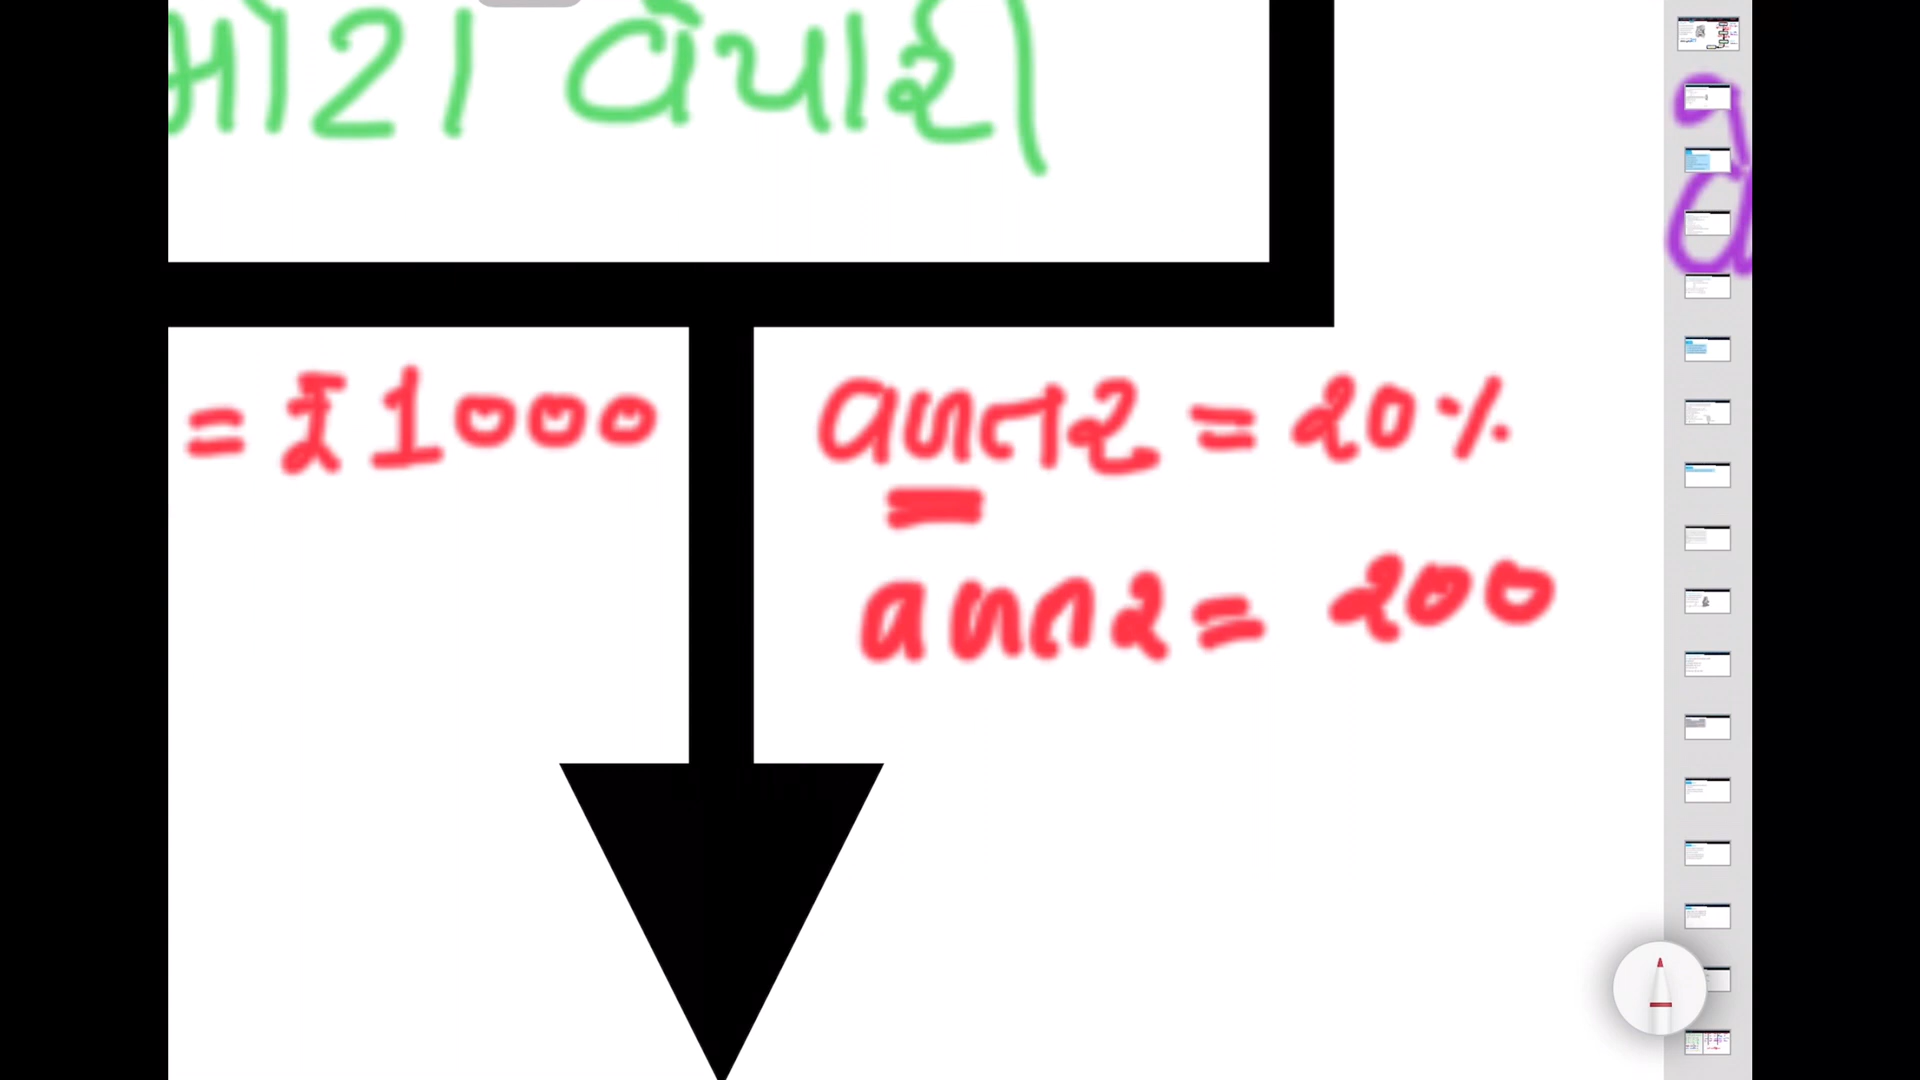 મોટા વેપારી
= ₹1000
વળતર = 20%
વળતર = 200